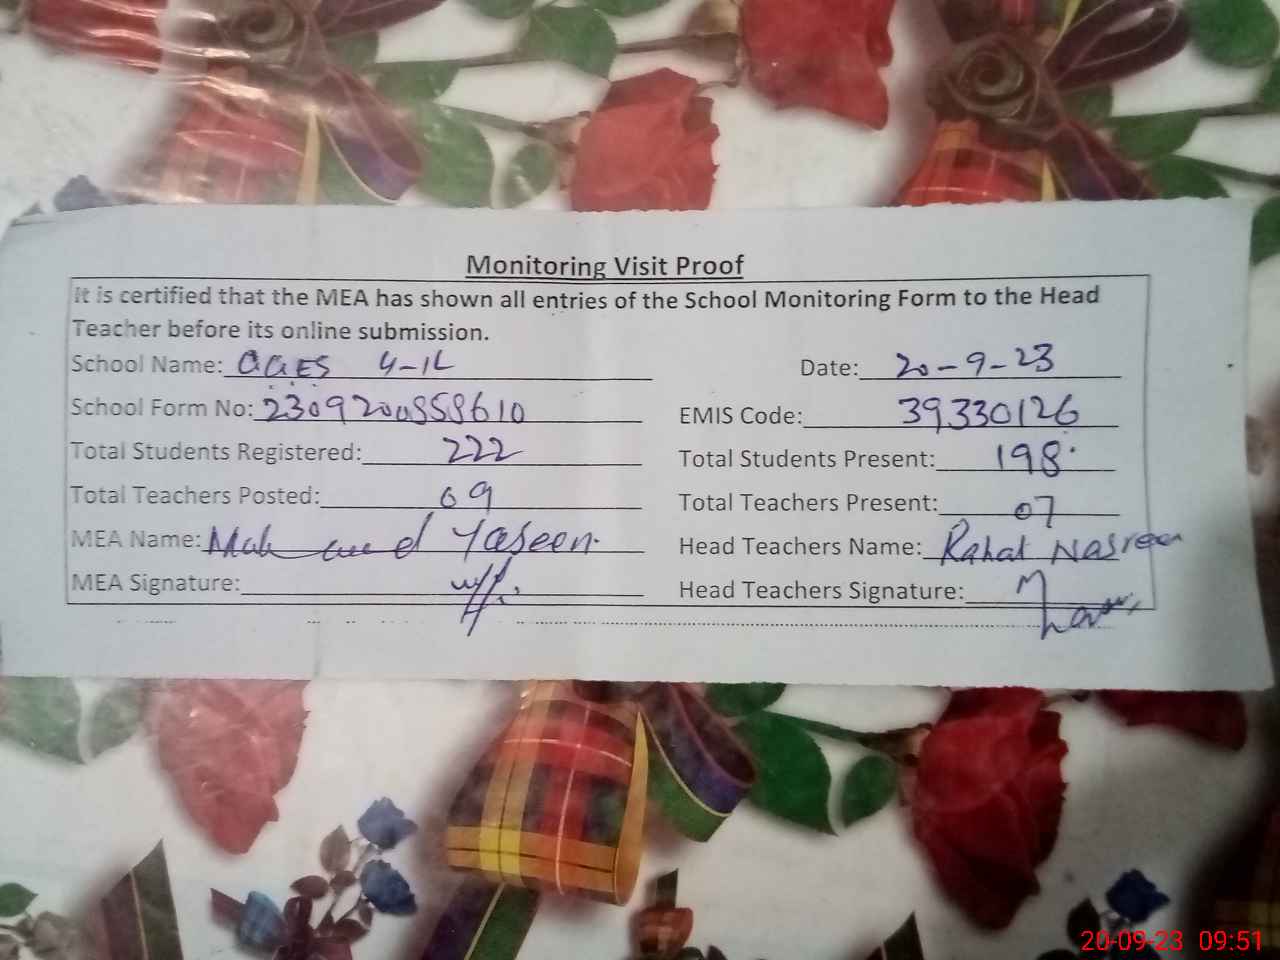 Monitoring Visit Proof
It is certified that the MEA has shown all entries of the School Monitoring Form to the Head
Teacher before its online submission.
School Name: GGES 4-1L Date: 20-9-23
School Form No: 2309200858610 EMIS Code: 39330126
Total Students Registered: 222 Total Students Present: 198
Total Teachers Posted: 09 Total Teachers Present: 07
MEA Name: Yaseen Head Teachers Name: Rahat Nasreen
MEA Signature: Head Teachers Signature:
20-09-23 09:51